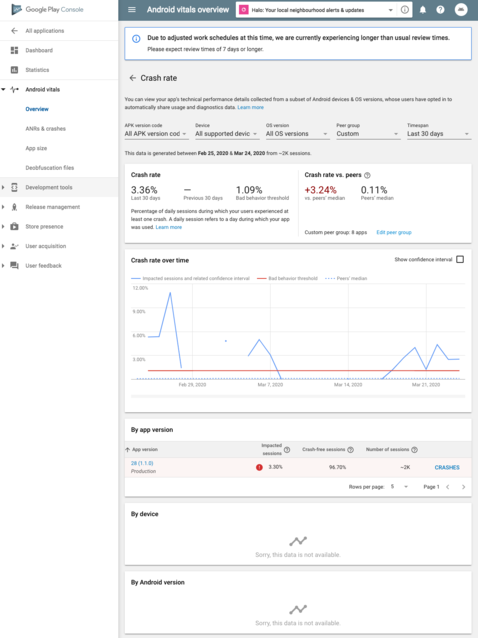 Google Play Console
Android vitals overview
Halo: Your local neighbourhood alerts & updates
All applications
Dashboard
Statistics
Android vitals
Overview
ANRs & crashes
App size
Deobfuscation files
Development tools
Release management
Store presence
User acquisition
User feedback
Due to adjusted work schedules at this time, we are currently experiencing longer than usual review times.
Please expect review times of 7 days or longer.
Crash rate
You can view your app's technical performance details collected from a subset of Android devices & OS versions, whose users have opted in to
automatically share usage and diagnostics data. Learn more
APK version code Device OS version Peer group Timespan
All APK version cod All supported devic All OS versions Custom Last 30 days
This data is generated between Feb 25, 2020 & Mar 24, 2020 from ~2K sessions.
Crash rate
3.36% — 1.09%
Last 30 days Previous 30 days Bad behavior threshold
Percentage of daily sessions during which your users experienced at
least one crash. A daily session refers to a day during which your app
was used. Learn more
Crash rate vs. peers
+3.24% 0.11%
vs. peers' median Peers' median
Custom peer group: 8 apps Edit peer group
Crash rate over time
Show confidence interval
Impacted sessions and related confidence interval Bad behavior threshold Peers' median
12.00%
9.00%
6.00%
3.00%
Feb 29, 2020 Mar 7, 2020 Mar 14, 2020 Mar 21, 2020
By app version
App version Impacted sessions Crash-free sessions Number of sessions
28 (1.1.0) 3.30% 96.70% ~2K CRASHES
Production
Rows per page: 5 Page 1
By device
Sorry, this data is not available.
By Android version
Sorry, this data is not available.